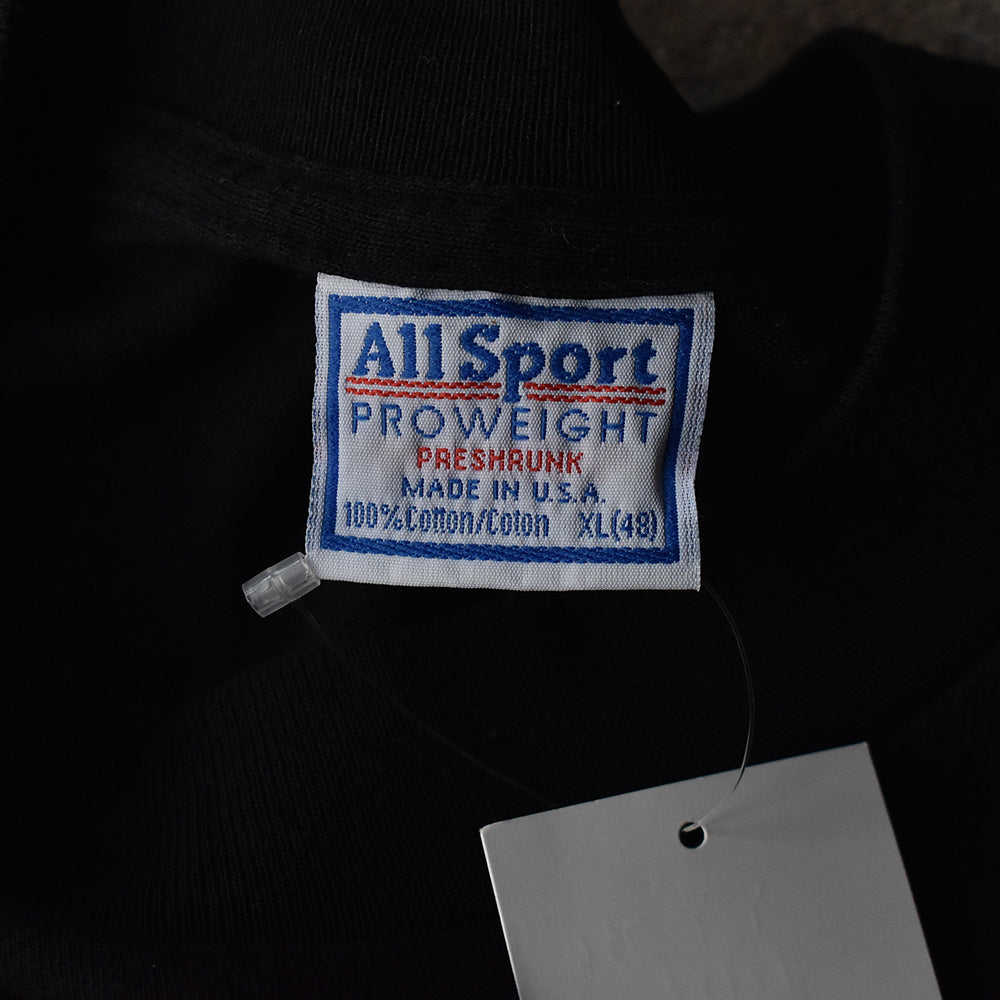 All Sport
PROWEIGHT
PRESHRUNK
MADE IN U.S.A.
100% Cotton/Coton XL(48)